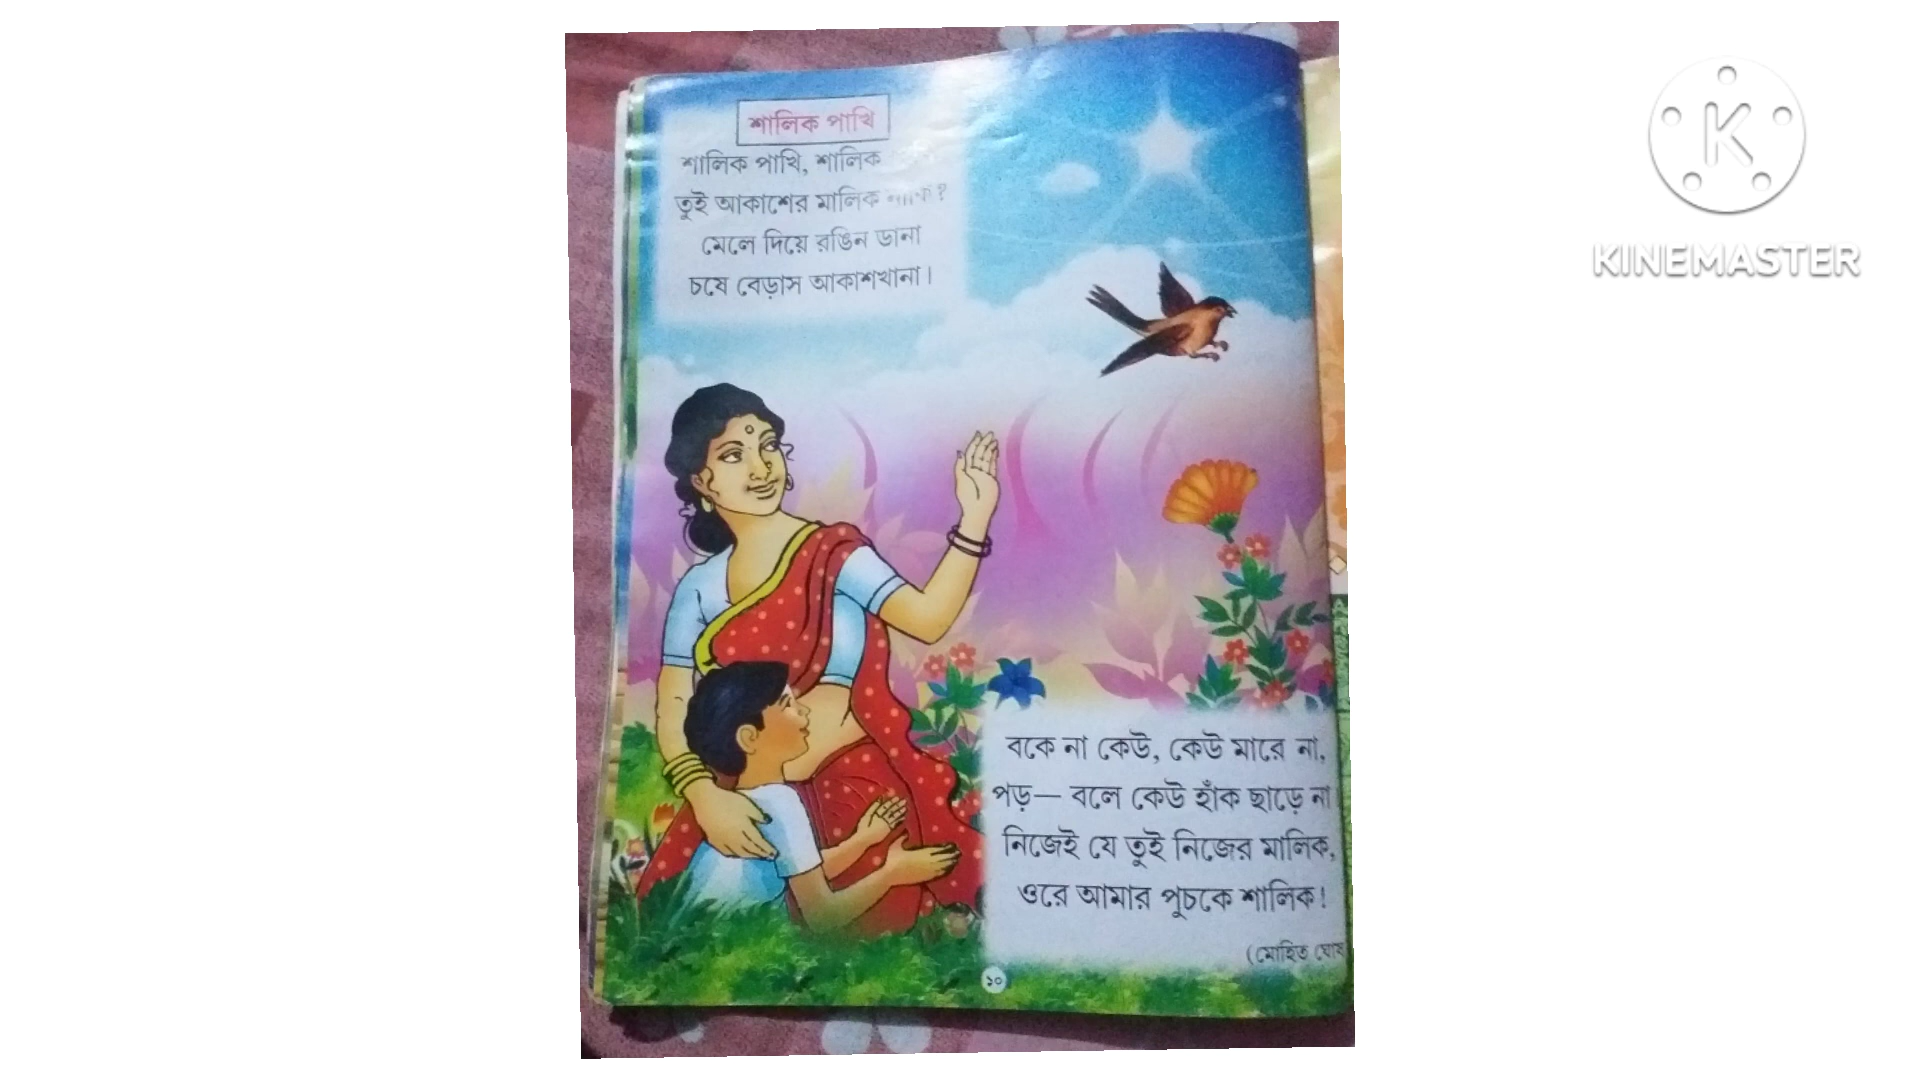 শালিক পাখি
শালিক পাখি, শালিক
তুই আকাশের মালিক
মেলে দিয়ে রঙিন ডানা
চষে বেড়াস আকাশখানা।
বকে না কেউ, কেউ মারে না,
পড়— বলে কেউ হাঁক ছাড়ে না
নিজেই যে তুই নিজের মালিক,
ওরে আমার পুচকে শালিক!
(মোহিত ঘোষ
১০
K
KINEMASTER